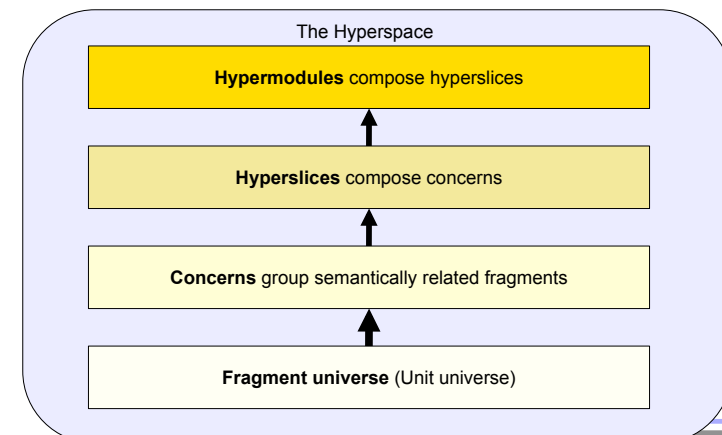 The Hyperspace
Hypermodules compose hyperslices
Hyperslices compose concerns
Concerns group semantically related fragments
Fragment universe (Unit universe)